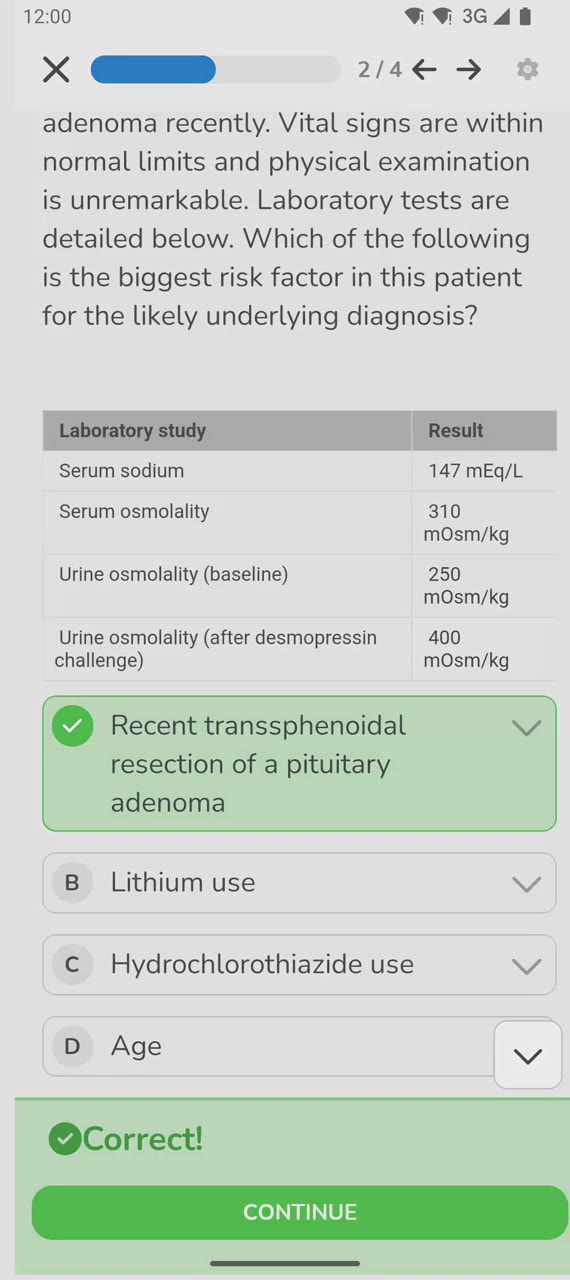 12:00
3G
2 / 4
adenoma recently. Vital signs are within
normal limits and physical examination
is unremarkable. Laboratory tests are
detailed below. Which of the following
is the biggest risk factor in this patient
for the likely underlying diagnosis?
Laboratory study Result
Serum sodium 147 mEq/L
Serum osmolality 310
mOsm/kg
Urine osmolality (baseline) 250
mOsm/kg
Urine osmolality (after desmopressin 400
challenge) mOsm/kg
Recent transsphenoidal
resection of a pituitary
adenoma
B Lithium use
C Hydrochlorothiazide use
D Age
Correct!
CONTINUE